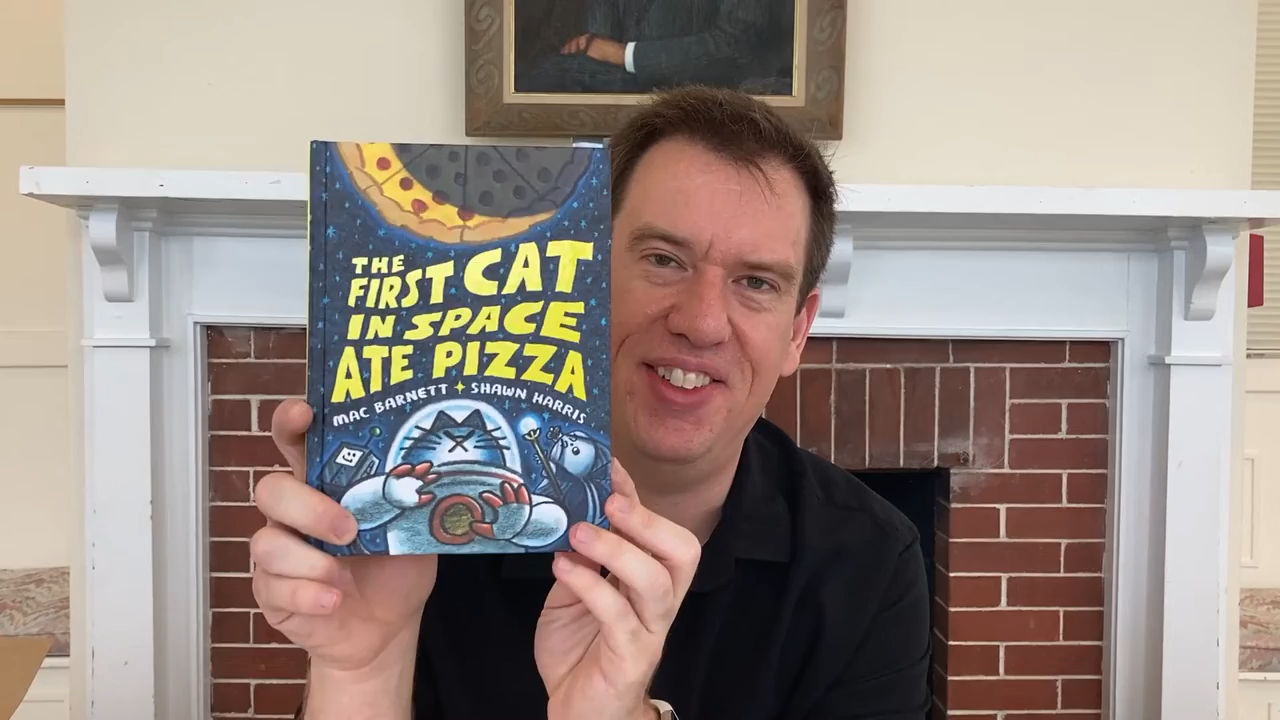 THE
FIRST CAT
IN SPACE
ATE PIZZA
MAC BARNETT ✦ SHAWN HARRIS